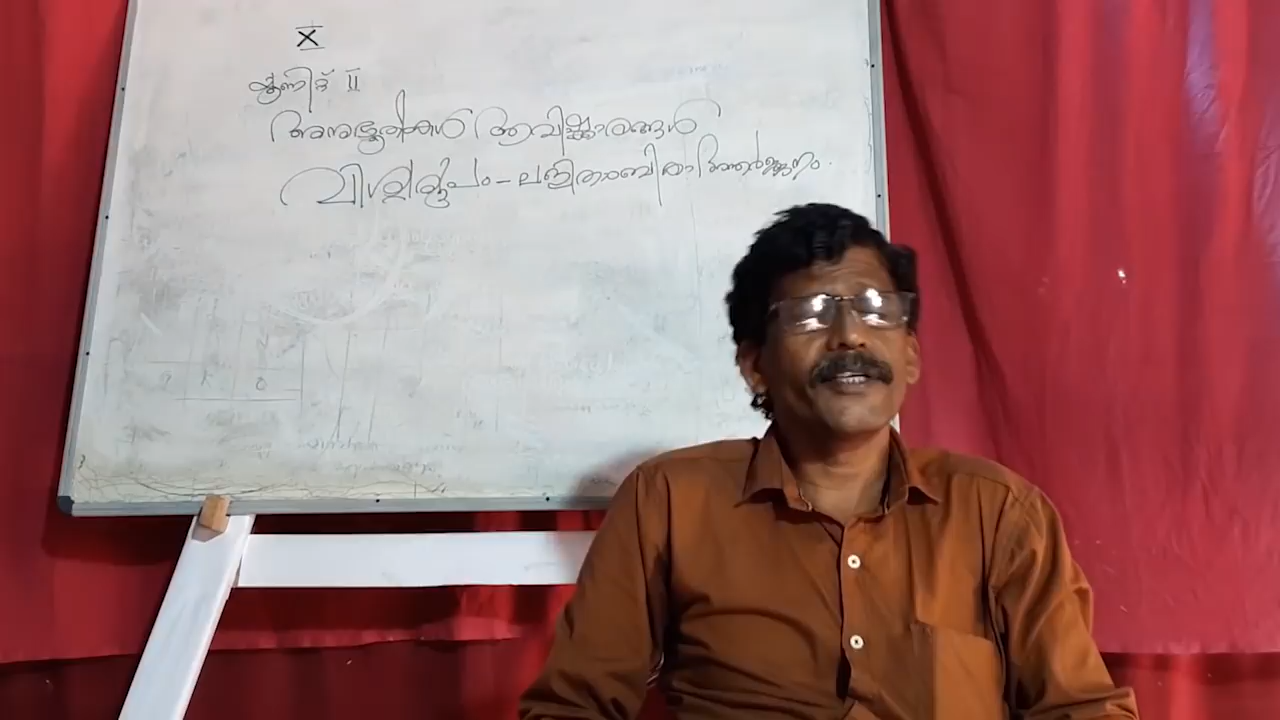 X
യൂണിറ്റ് II
അനുഭൂതികൾ ആവിഷ്ക്കാരങ്ങൾ
വിശ്വരൂപം - ലളിതാംബികാ അന്തർജ്ജനം.